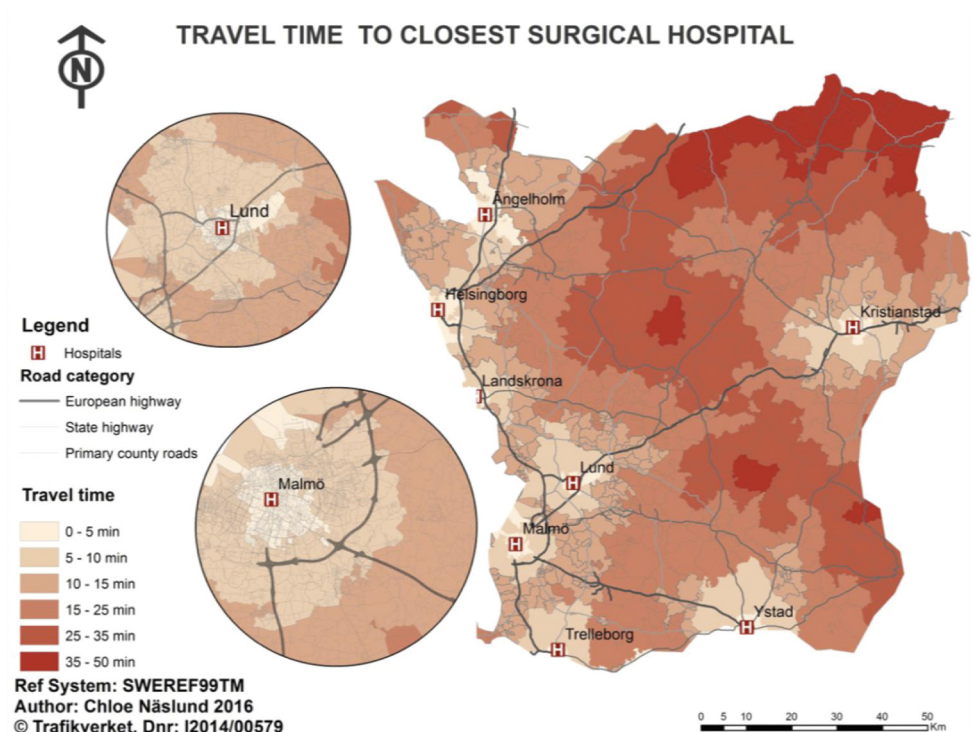 TRAVEL TIME  TO CLOSEST SURGICAL HOSPITAL
N
Lund
Ängelholm
Helsingborg
Kristianstad
Landskrona
Lund
Malmö
Malmö
Ystad
Trelleborg
Legend
H Hospitals
Road category
European highway
State highway
Primary county roads
Travel time
0 - 5 min
5 - 10 min
10 - 15 min
15 - 25 min
25 - 35 min
35 - 50 min
Ref System: SWEREF99TM
Author: Chloe Näslund 2016
© Trafikverket, Dnr: I2014/00579
0 5 10 20 30 40 50
Km